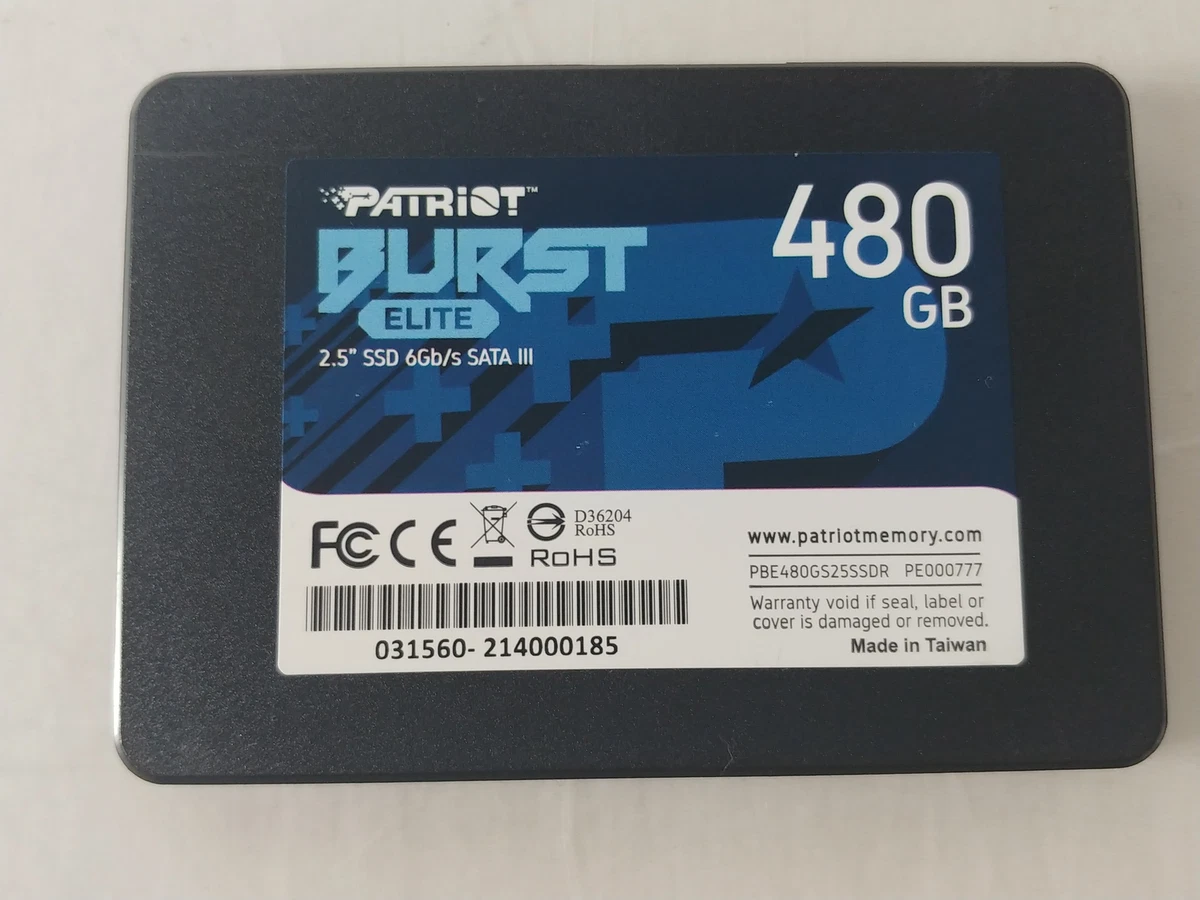 PATRiOT™
BURST
ELITE
2.5” SSD 6Gb/s SATA III
480
GB
FC CE
D36204
RoHS
RoHS
031560- 214000185
www.patriotmemory.com
PBE480GS25SSDR PE000777
Warranty void if seal, label or
cover is damaged or removed.
Made in Taiwan